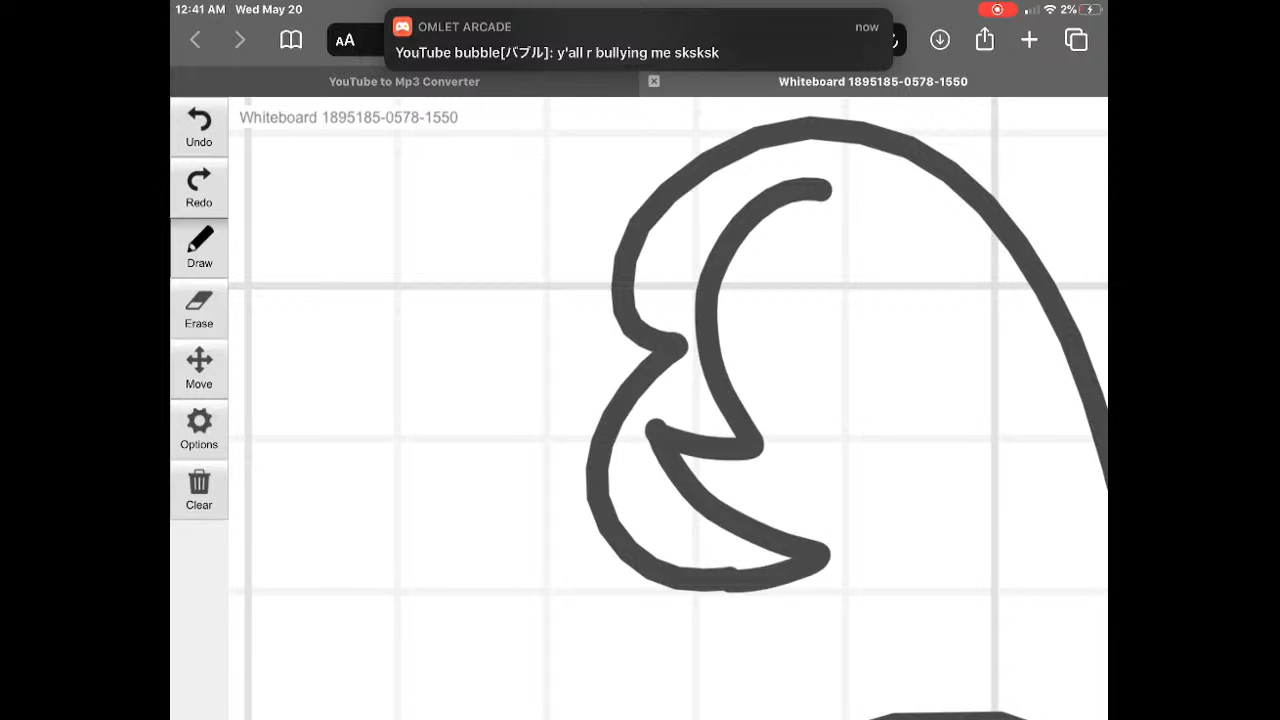 12:41 AM Wed May 20
2%
OMLET ARCADE
now
YouTube bubble[バブル]: y'all r bullying me sksksk
AA
YouTube to Mp3 Converter
Whiteboard 1895185-0578-1550
Whiteboard 1895185-0578-1550
Undo
Redo
Draw
Erase
Move
Options
Clear